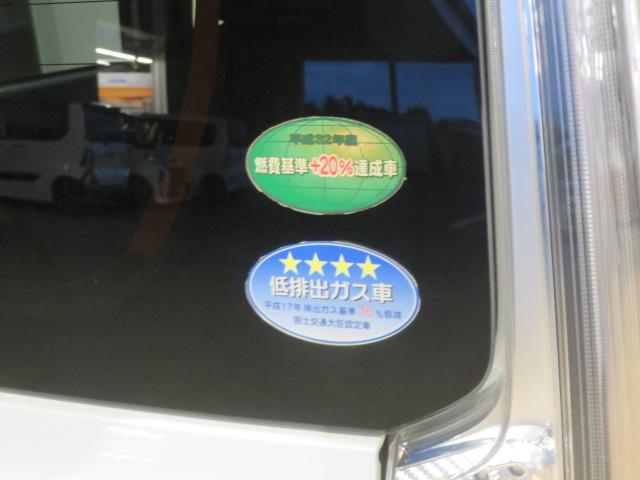 平成32年度
燃費基準+20%達成車
低排出ガス車
平成17年 排出ガス基準 75 %低減
国土交通大臣認定車